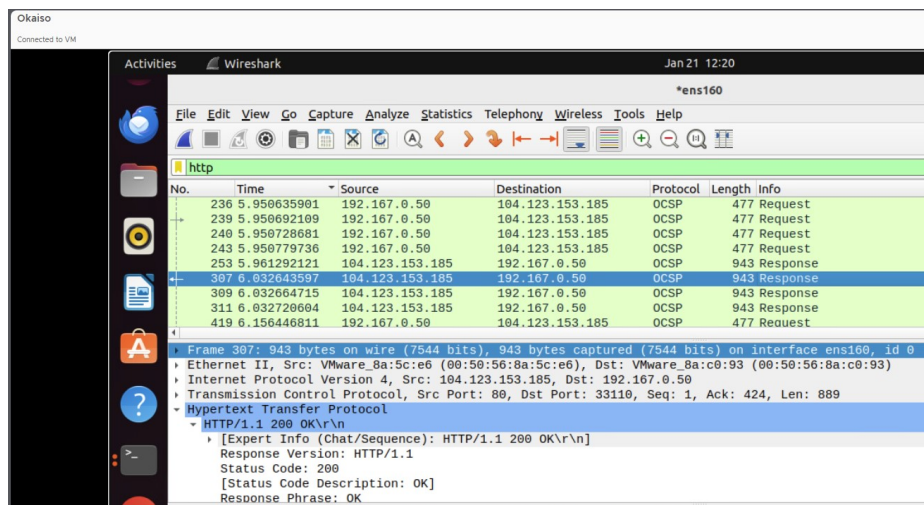 Okaiso
Connected to VM
Activities Wireshark Jan 21 12:20
*ens160
File Edit View Go Capture Analyze Statistics Telephony Wireless Tools Help
http
No. Time Source Destination Protocol Length Info
236 5.950635901 192.167.0.50 104.123.153.185 OCSP 477 Request
239 5.950692109 192.167.0.50 104.123.153.185 OCSP 477 Request
240 5.950728681 192.167.0.50 104.123.153.185 OCSP 477 Request
243 5.950779736 192.167.0.50 104.123.153.185 OCSP 477 Request
253 5.961292121 104.123.153.185 192.167.0.50 OCSP 943 Response
307 6.032643597 104.123.153.185 192.167.0.50 OCSP 943 Response
309 6.032664715 104.123.153.185 192.167.0.50 OCSP 943 Response
311 6.032720604 104.123.153.185 192.167.0.50 OCSP 943 Response
419 6.156446811 192.167.0.50 104.123.153.185 OCSP 477 Request
Frame 307: 943 bytes on wire (7544 bits), 943 bytes captured (7544 bits) on interface ens160, id 0
Ethernet II, Src: VMware_8a:5c:e6 (00:50:56:8a:5c:e6), Dst: VMware_8a:c0:93 (00:50:56:8a:c0:93)
Internet Protocol Version 4, Src: 104.123.153.185, Dst: 192.167.0.50
Transmission Control Protocol, Src Port: 80, Dst Port: 33110, Seq: 1, Ack: 424, Len: 889
Hypertext Transfer Protocol
HTTP/1.1 200 OK\r\n
[Expert Info (Chat/Sequence): HTTP/1.1 200 OK\r\n]
Response Version: HTTP/1.1
Status Code: 200
[Status Code Description: OK]
Response Phrase: OK